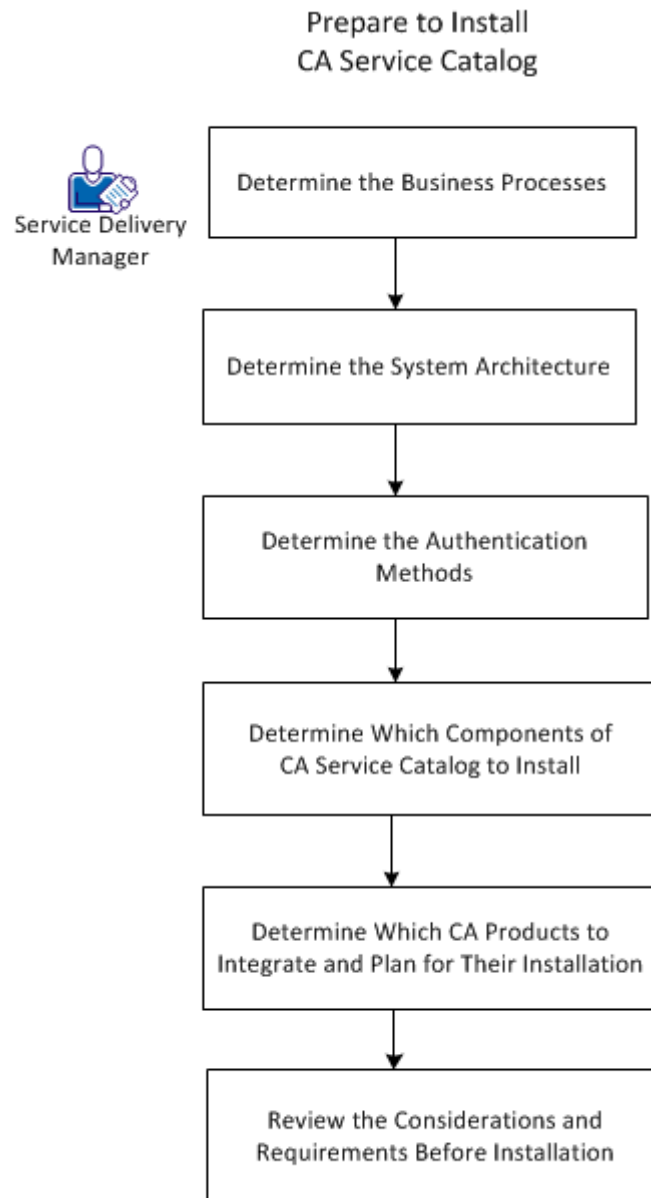 Prepare to Install
CA Service Catalog
Service Delivery
Manager
Determine the Business Processes
Determine the System Architecture
Determine the Authentication
Methods
Determine Which Components of
CA Service Catalog to Install
Determine Which CA Products to
Integrate and Plan for Their Installation
Review the Considerations and
Requirements Before Installation